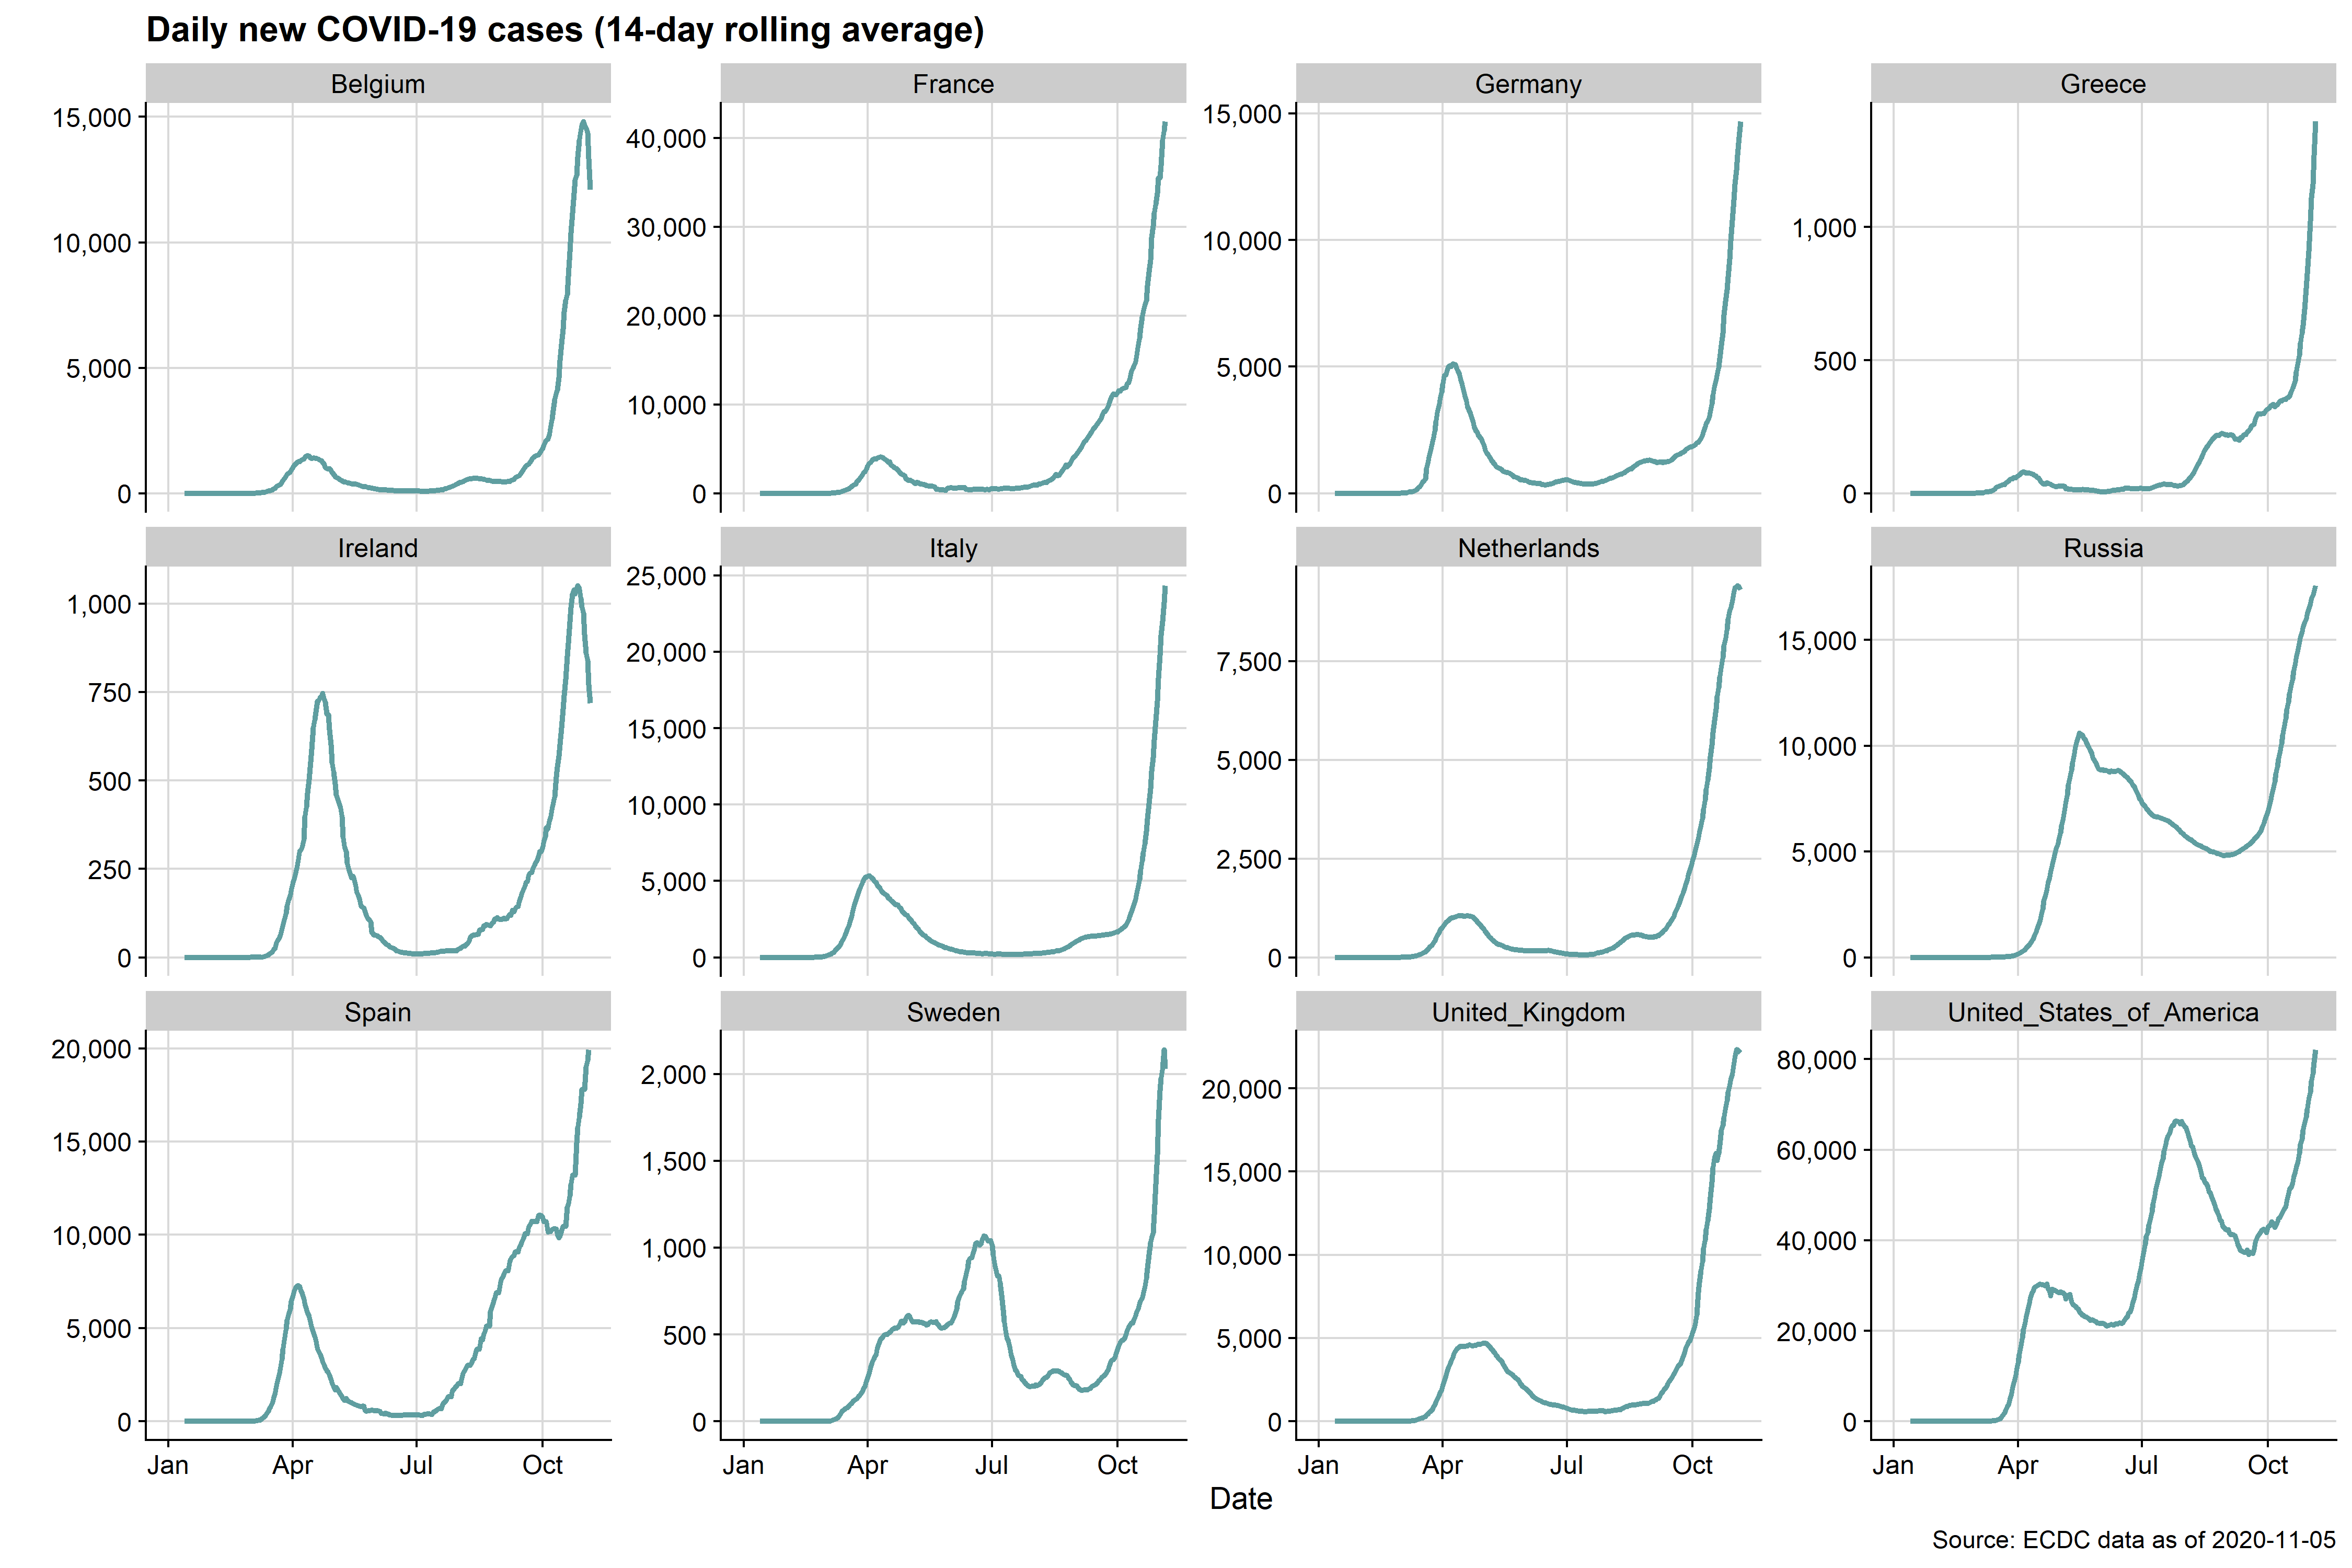 Daily new COVID-19 cases (14-day rolling average)
Belgium
France
Germany
Greece
15,000
10,000
5,000
0
40,000
30,000
20,000
10,000
0
15,000
10,000
5,000
0
1,000
500
0
Ireland
Italy
Netherlands
Russia
1,000
750
500
250
0
25,000
20,000
15,000
10,000
5,000
0
7,500
5,000
2,500
0
15,000
10,000
5,000
0
Spain
Sweden
United_Kingdom
United_States_of_America
20,000
15,000
10,000
5,000
0
2,000
1,500
1,000
500
0
20,000
15,000
10,000
5,000
0
80,000
60,000
40,000
20,000
0
Jan Apr Jul Oct
Jan Apr Jul Oct
Jan Apr Jul Oct
Jan Apr Jul Oct
Date
Source: ECDC data as of 2020-11-05